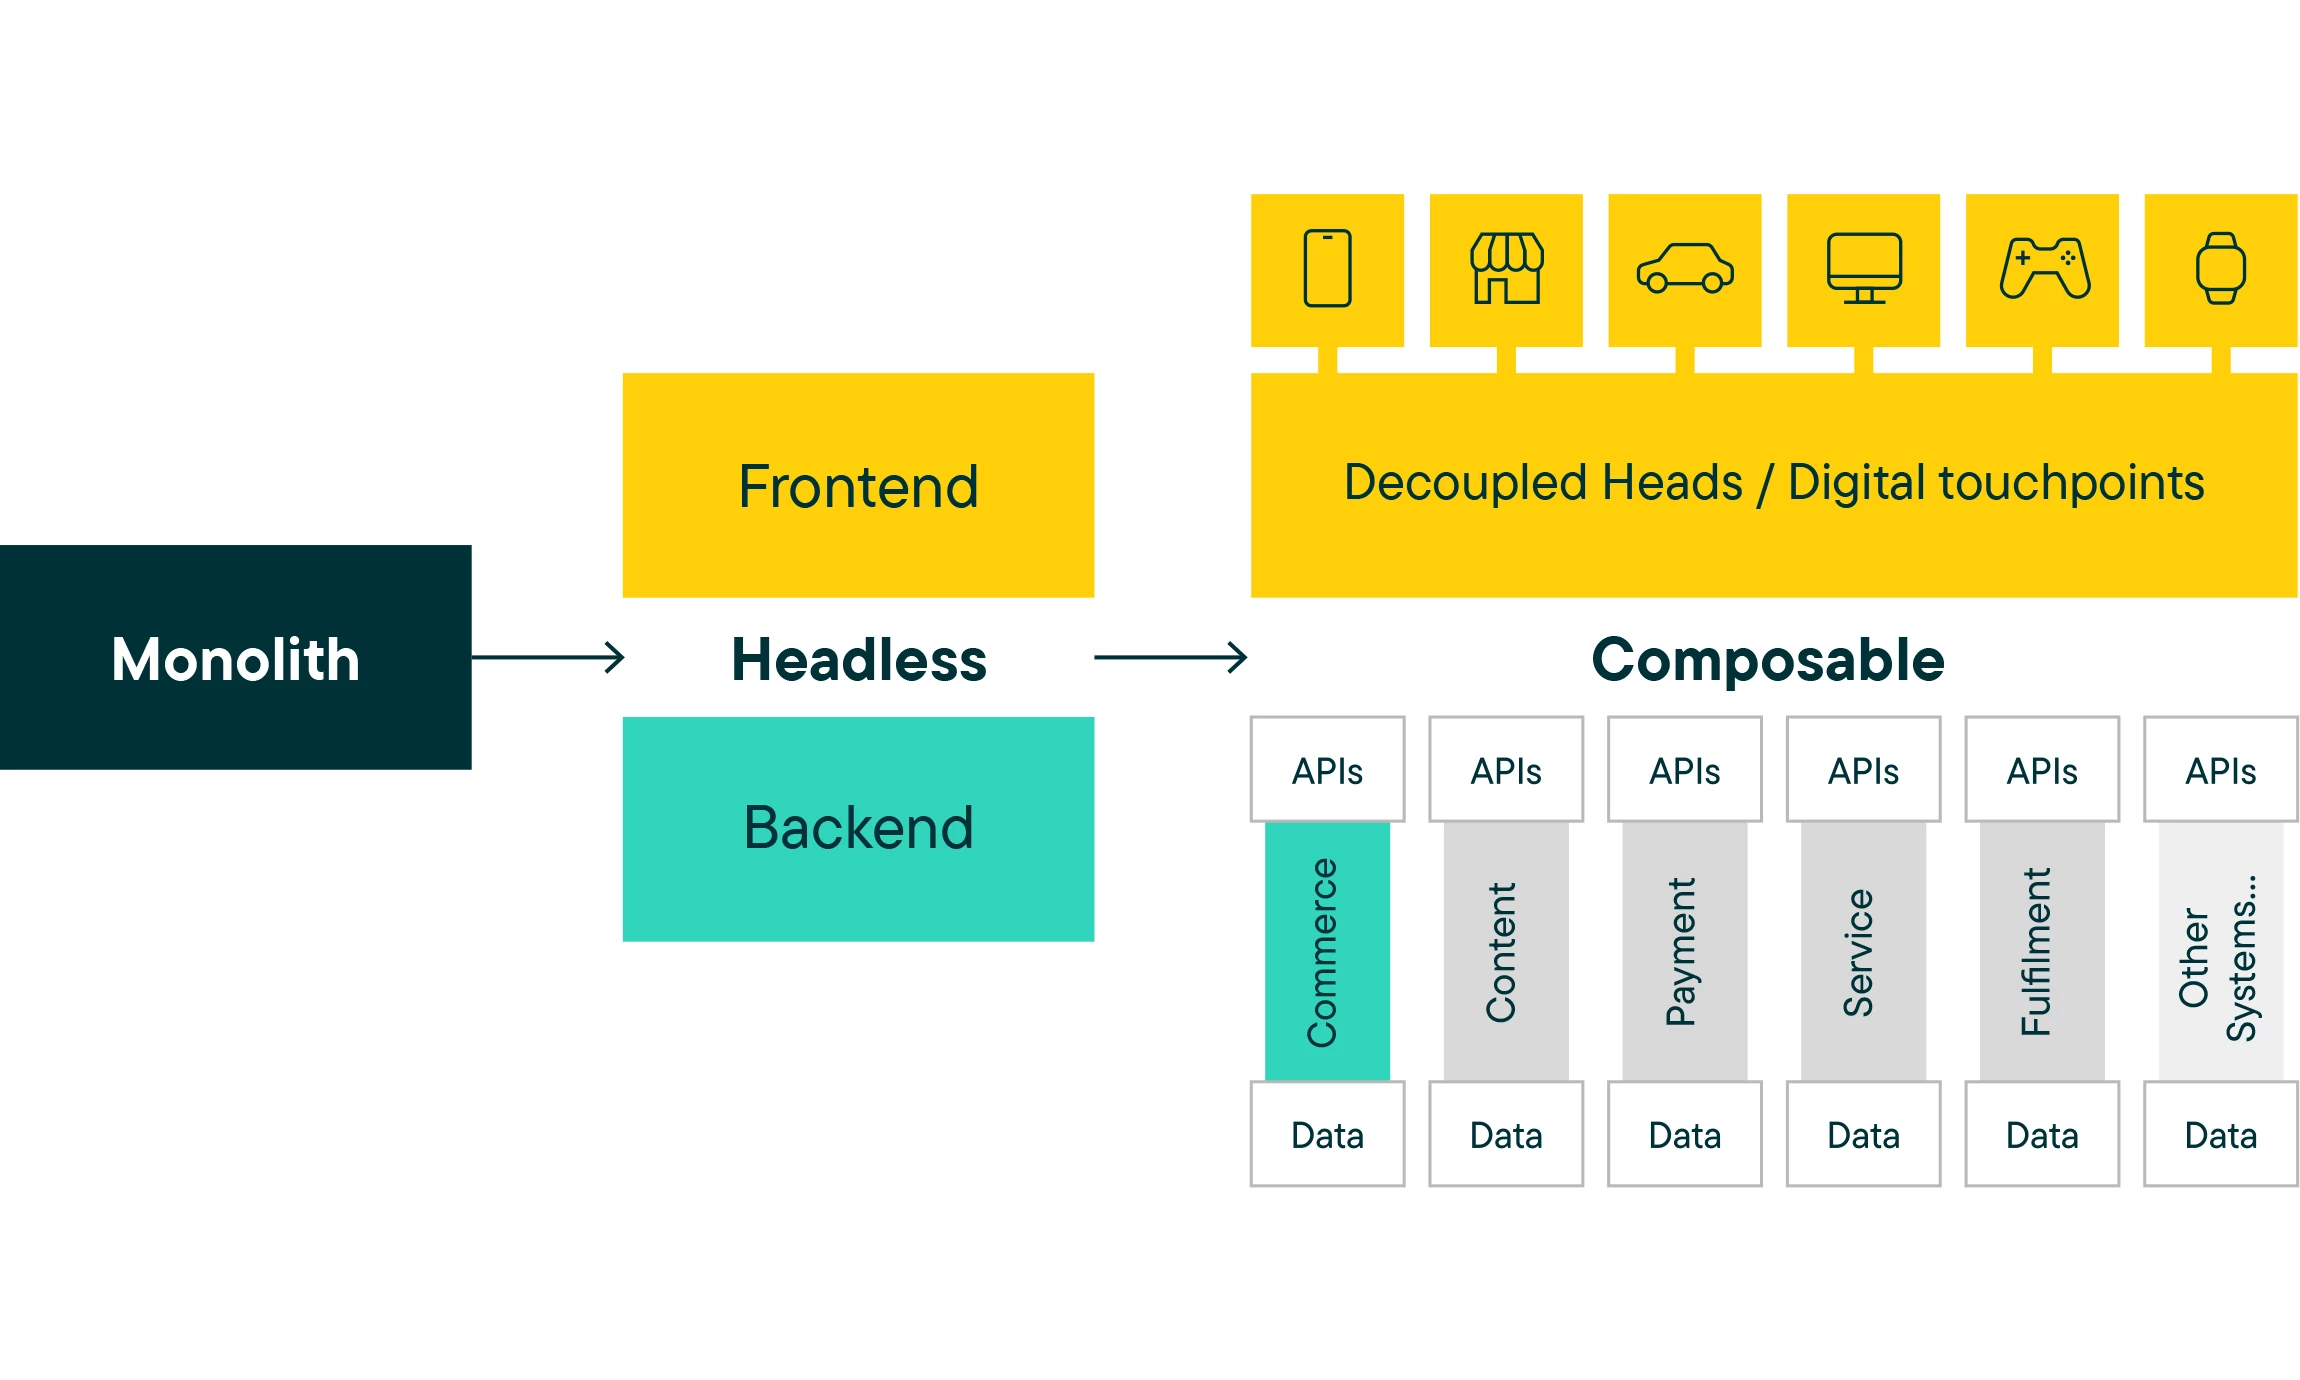 Monolith
Frontend
Headless
Backend
Decoupled Heads / Digital touchpoints
Composable
APIs
APIs
APIs
APIs
APIs
APIs
Commerce
Content
Payment
Service
Fulfilment
Other
Systems...
Data
Data
Data
Data
Data
Data